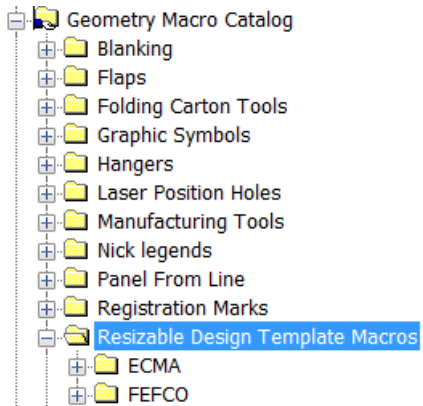 Geometry Macro Catalog
Blanking
Flaps
Folding Carton Tools
Graphic Symbols
Hangers
Laser Position Holes
Manufacturing Tools
Nick legends
Panel From Line
Registration Marks
Resizable Design Template Macros
ECMA
FEFCO